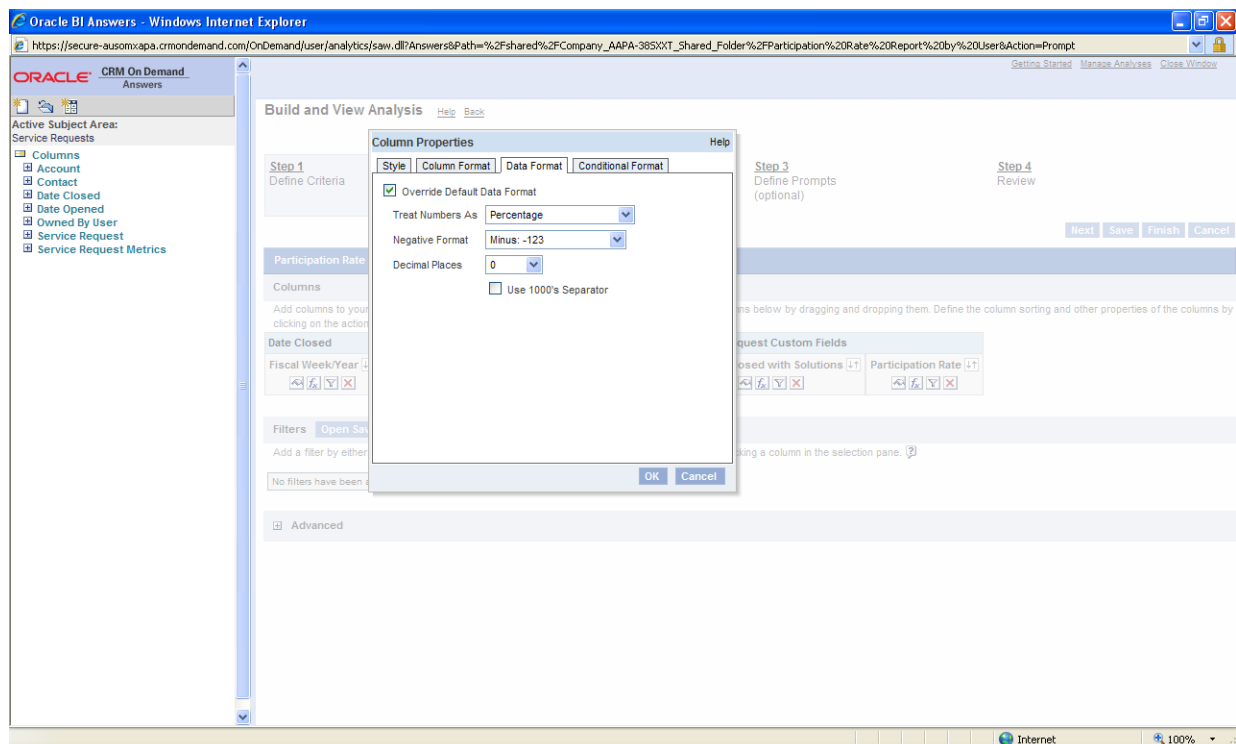 Oracle BI Answers - Windows Internet Explorer
https://secure-ausomxapa.crmondemand.com/OnDemand/user/analytics/saw.dll?Answers&Path=%2Fshared%2FCompany_AAPA-38SXXT_Shared_Folder%2FParticipation%20Rate%20Report%20by%20User&Action=Prompt
ORACLE CRM On Demand
Answers
Getting Started Manage Analyses Close Window
Active Subject Area:
Service Requests
Columns
Account
Contact
Date Closed
Date Opened
Owned By User
Service Request
Service Request Metrics
Build and View Analysis Help Back
Step 1
Define Criteria
Step 3
Define Prompts
(optional)
Step 4
Review
Next Save Finish Cancel
Participation Rate
Columns
Add columns to your
ns below by dragging and dropping them. Define the column sorting and other properties of the columns by
clicking on the action
Date Closed
quest Custom Fields
Fiscal Week/Year
osed with Solutions Participation Rate
Filters Open Sav
Add a filter by either
king a column in the selection pane.
No filters have been a
Advanced
Column Properties Help
Style Column Format Data Format Conditional Format
Override Default Data Format
Treat Numbers As Percentage
Negative Format Minus: -123
Decimal Places 0
Use 1000's Separator
OK Cancel
Internet 100%